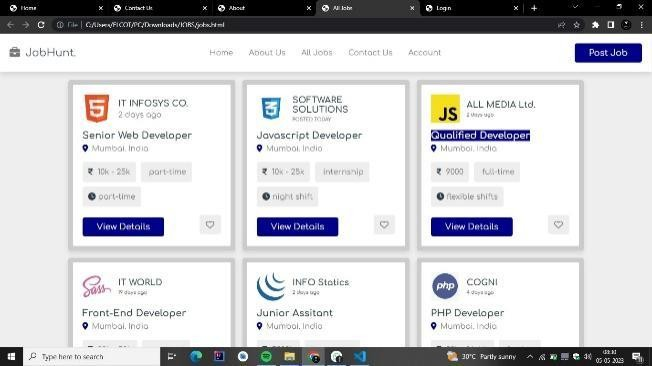 Home
Contact Us
About
All Jobs
Login
File
C:/Users/ELCOT/PC/Downloads/JOBS/jobs.html
JobHunt.
Home
About Us
All Jobs
Contact Us
Account
Post Job
IT INFOSYS CO.
2 days ago
Senior Web Developer
Mumbai, India
₹ 10k - 25k
part-time
part-time
View Details
SOFTWARE
SOLUTIONS
POSTED TODAY
Javascript Developer
Mumbai, India
₹ 10k - 25k
internship
night shift
View Details
JS
ALL MEDIA Ltd.
2 days ago
Qualified Developer
Mumbai, India
₹ 9000
full-time
flexible shifts
View Details
Sass
IT WORLD
19 days ago
Front-End Developer
Mumbai, India
INFO Statics
2 days ago
Junior Assitant
Mumbai, India
php
COGNI
4 days ago
PHP Developer
Mumbai, India
Type here to search
30°C Partly sunny
08:30
05-05-2023